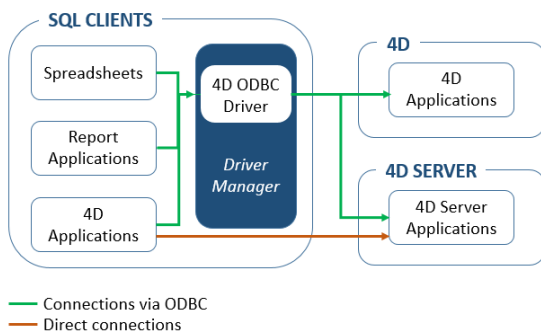 SQL CLIENTS
Spreadsheets
Report
Applications
4D
Applications
4D ODBC
Driver
Driver
Manager
4D
4D
Applications
4D SERVER
4D Server
Applications
Connections via ODBC
Direct connections